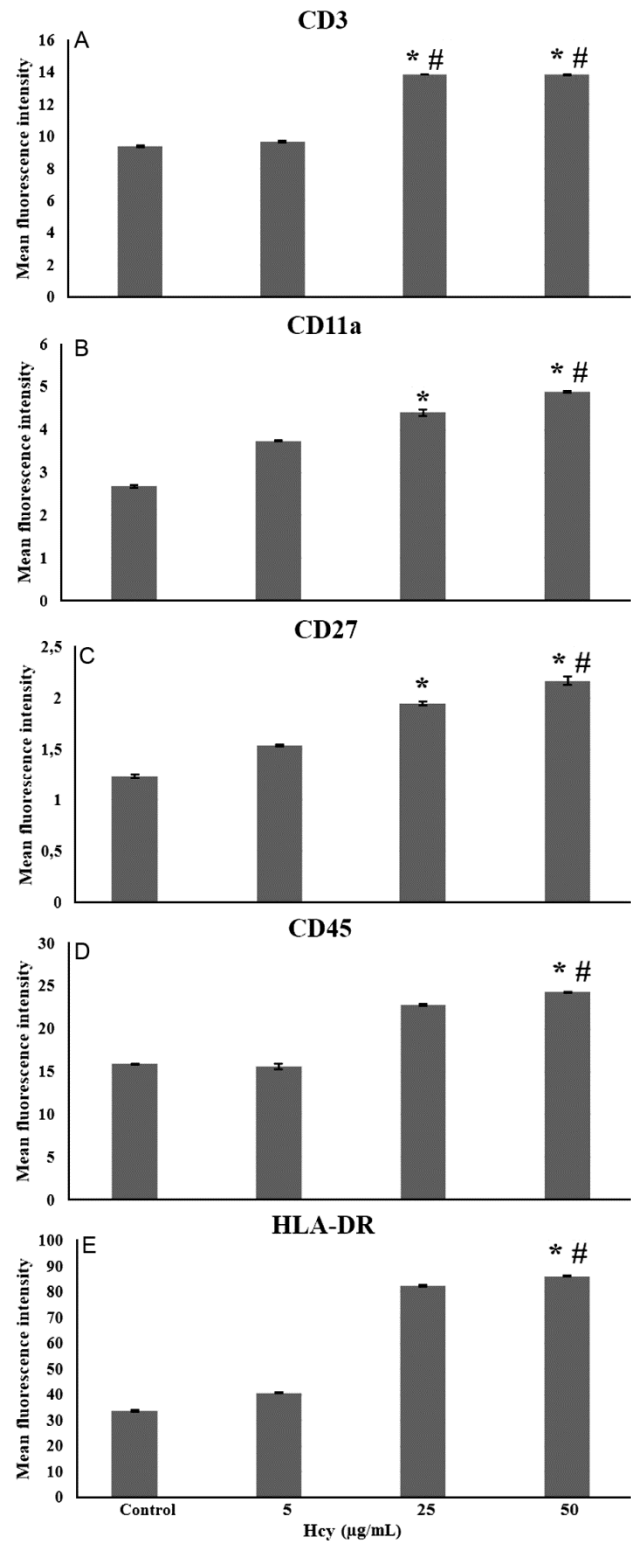 CD3
A
Mean fluorescence intensity
16
14
12
10
8
6
4
2
0
* #
* #
CD11a
B
Mean fluorescence intensity
6
5
4
3
2
1
0
*
* #
CD27
C
Mean fluorescence intensity
2,5
2
1,5
1
0,5
0
*
* #
CD45
D
Mean fluorescence intensity
30
25
20
15
10
5
0
* #
HLA-DR
E
Mean fluorescence intensity
100
90
80
70
60
50
40
30
20
10
0
* #
Control 5 25 50
Hcy (µg/mL)